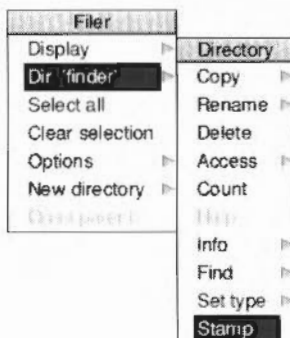 Filer
Display
Dir 'finder'
Select all
Clear selection
Options
New directory
Directory
Copy
Rename
Delete
Access
Count
Help
Info
Find
Set type
Stamp